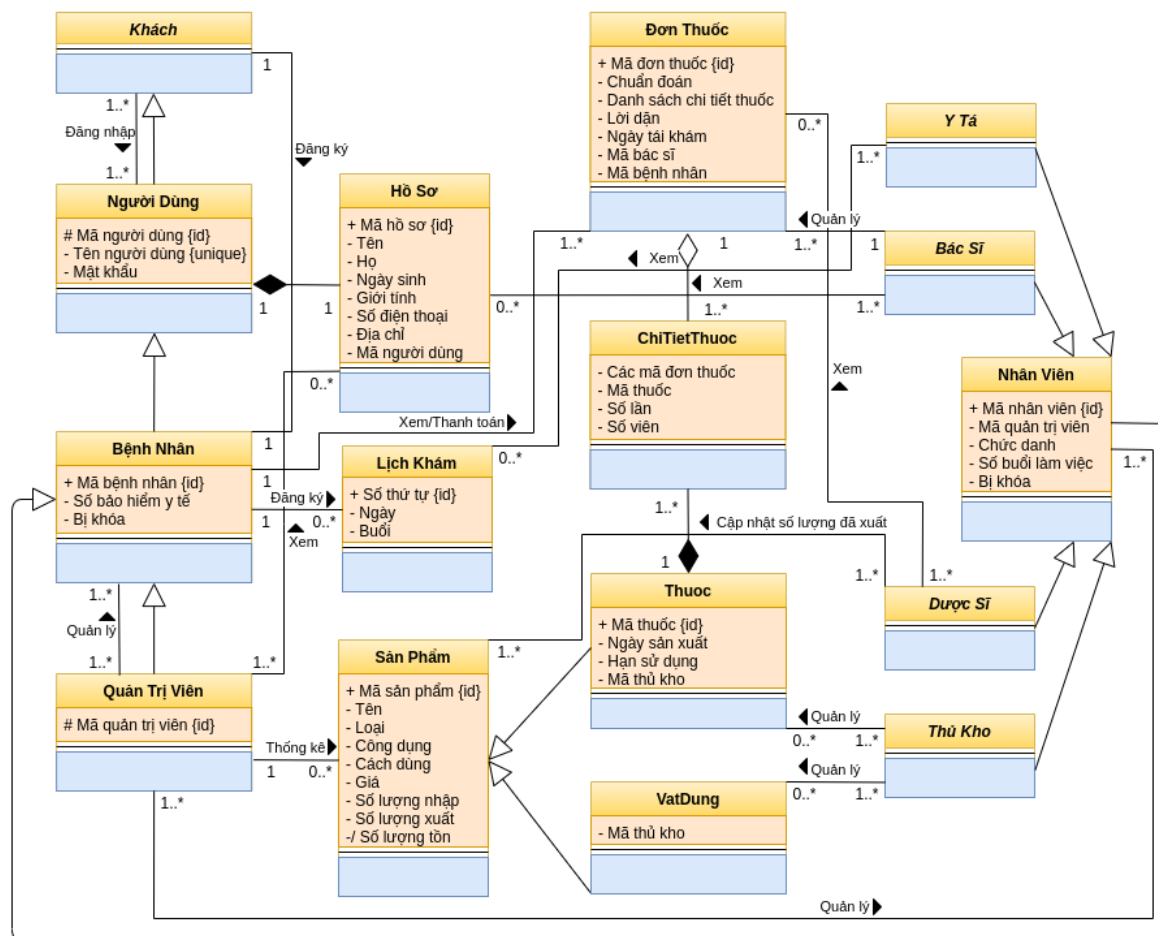 Khách
1
1..*
Đăng nhập
1..*
Đăng ký
Người Dùng
# Mã người dùng {id}
- Tên người dùng {unique}
- Mật khẩu
1
1
Hồ Sơ
+ Mã hồ sơ {id}
- Tên
- Họ
- Ngày sinh
- Giới tính
- Số điện thoại
- Địa chỉ
- Mã người dùng
0..*
0..*
Đơn Thuốc
+ Mã đơn thuốc {id}
- Chuẩn đoán
- Danh sách chi tiết thuốc
- Lời dặn
- Ngày tái khám
- Mã bác sĩ
- Mã bệnh nhân
0..*
1..*
1
1..*
Quản lý
1
Xem
Xem
1..*
1..*
Y Tá
1..*
Bác Sĩ
ChiTietThuoc
- Các mã đơn thuốc
- Mã thuốc
- Số lần
- Số viên
1..*
Xem
Nhân Viên
+ Mã nhân viên {id}
- Mã quản trị viên
- Chức danh
- Số buổi làm việc
- Bị khóa
1..*
Xem/Thanh toán
Bệnh Nhân
+ Mã bệnh nhân {id}
- Số bảo hiểm y tế
- Bị khóa
1
1
1
Đăng ký
0..*
Xem
Lịch Khám
+ Số thứ tự {id}
- Ngày
- Buổi
0..*
Cập nhật số lượng đã xuất
1
1..*
1..*
Thuoc
+ Mã thuốc {id}
- Ngày sản xuất
- Hạn sử dụng
- Mã thủ kho
Dược Sĩ
1..*
Quản lý
1..*
1..*
Quản Trị Viên
# Mã quản trị viên {id}
1..*
Thống kê
1
0..*
Sản Phẩm
+ Mã sản phẩm {id}
- Tên
- Loại
- Công dụng
- Cách dùng
- Giá
- Số lượng nhập
- Số lượng xuất
-/ Số lượng tồn
1..*
Quản lý
0..*
1..*
Thủ Kho
Quản lý
0..*
1..*
VatDung
- Mã thủ kho
Quản lý